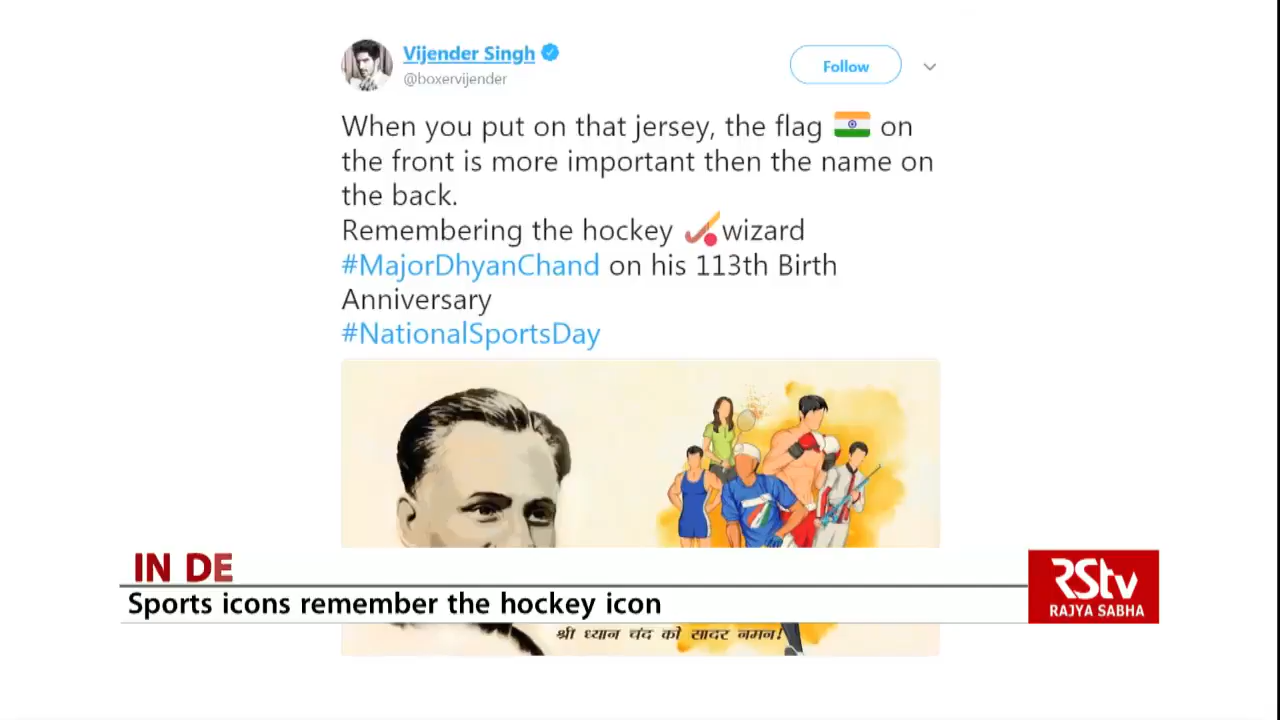 Vijender Singh
@boxervijender
Follow
When you put on that jersey, the flag 🇮🇳 on
the front is more important then the name on
the back.
Remembering the hockey 🏑wizard
#MajorDhyanChand on his 113th Birth
Anniversary
#NationalSportsDay
IN DE
Sports icons remember the hockey icon
RSTV
RAJYA SABHA
श्री ध्यान चंद को सादर नमन!